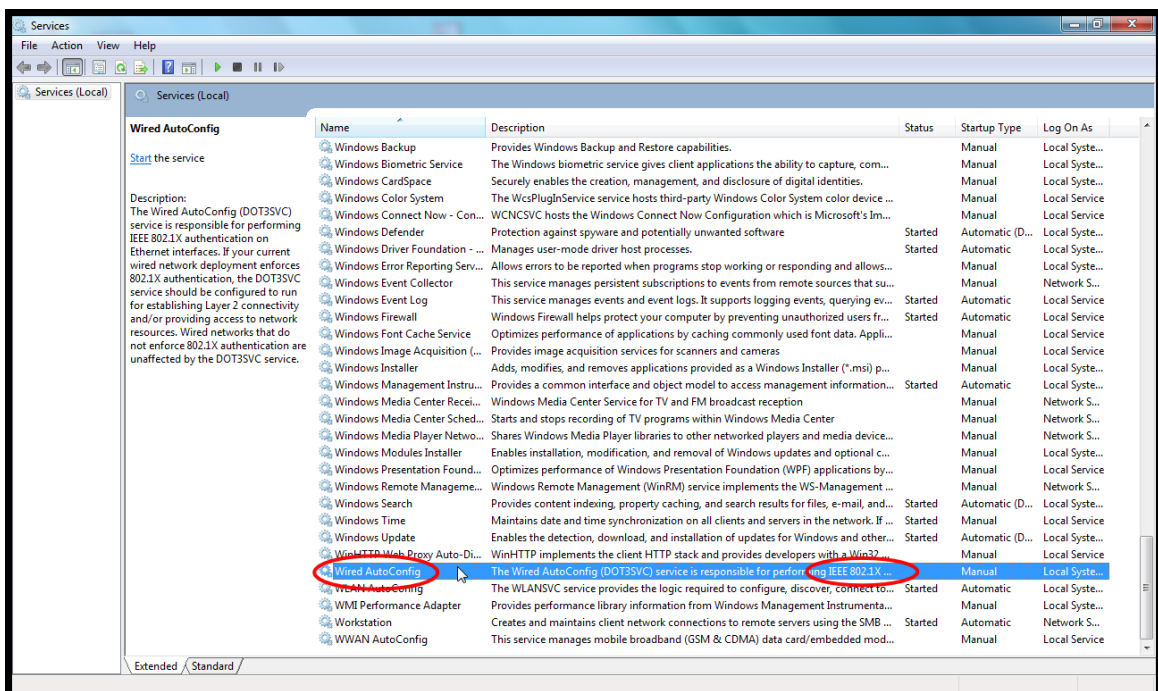 Services
File Action View Help
Services (Local)
Services (Local)
Wired AutoConfig
Start the service
Description:
The Wired AutoConfig (DOT3SVC)
service is responsible for performing
IEEE 802.1X authentication on
Ethernet interfaces. If your current
wired network deployment enforces
802.1X authentication, the DOT3SVC
service should be configured to run
for establishing Layer 2 connectivity
and/or providing access to network
resources. Wired networks that do
not enforce 802.1X authentication are
unaffected by the DOT3SVC service.
Name Description Status Startup Type Log On As
Windows Backup Provides Windows Backup and Restore capabilities. Manual Local Syste...
Windows Biometric Service The Windows biometric service gives client applications the ability to capture, com... Manual Local Syste...
Windows CardSpace Securely enables the creation, management, and disclosure of digital identities. Manual Local Syste...
Windows Color System The WcsPlugInService service hosts third-party Windows Color System color device ... Manual Local Service
Windows Connect Now - Con... WCNCSVC hosts the Windows Connect Now Configuration which is Microsoft's Im... Manual Local Service
Windows Defender Protection against spyware and potentially unwanted software Started Automatic (D... Local Syste...
Windows Driver Foundation - ... Manages user-mode driver host processes. Started Automatic Local Syste...
Windows Error Reporting Serv... Allows errors to be reported when programs stop working or responding and allows... Manual Local Syste...
Windows Event Collector This service manages persistent subscriptions to events from remote sources that su... Manual Network S...
Windows Event Log This service manages events and event logs. It supports logging events, querying ev... Started Automatic Local Service
Windows Firewall Windows Firewall helps protect your computer by preventing unauthorized users fr... Started Automatic Local Service
Windows Font Cache Service Optimizes performance of applications by caching commonly used font data. Appli... Manual Local Service
Windows Image Acquisition (... Provides image acquisition services for scanners and cameras Manual Local Service
Windows Installer Adds, modifies, and removes applications provided as a Windows Installer (*.msi) p... Manual Local Syste...
Windows Management Instru... Provides a common interface and object model to access management information... Started Automatic Local Syste...
Windows Media Center Recei... Windows Media Center Service for TV and FM broadcast reception Manual Network S...
Windows Media Center Sched... Starts and stops recording of TV programs within Windows Media Center Manual Network S...
Windows Media Player Netwo... Shares Windows Media Player libraries to other networked players and media device... Manual Network S...
Windows Modules Installer Enables installation, modification, and removal of Windows updates and optional c... Manual Local Syste...
Windows Presentation Found... Optimizes performance of Windows Presentation Foundation (WPF) applications by... Manual Local Service
Windows Remote Manageme... Windows Remote Management (WinRM) service implements the WS-Management ... Manual Network S...
Windows Search Provides content indexing, property caching, and search results for files, e-mail, and... Started Automatic (D... Local Syste...
Windows Time Maintains date and time synchronization on all clients and servers in the network. If ... Started Manual Local Service
Windows Update Enables the detection, download, and installation of updates for Windows and other... Started Automatic (D... Local Syste...
WinHTTP Web Proxy Auto-Di... WinHTTP implements the client HTTP stack and provides developers with a Win32 ... Manual Local Service
Wired AutoConfig The Wired AutoConfig (DOT3SVC) service is responsible for performing IEEE 802.1X ... Manual Local Syste...
WLAN AutoConfig The WLANSVC service provides the logic required to configure, discover, connect to... Started Automatic Local Syste...
WMI Performance Adapter Provides performance library information from Windows Management Instrumenta... Manual Local Syste...
Workstation Creates and maintains client network connections to remote servers using the SMB ... Started Automatic Network S...
WWAN AutoConfig This service manages mobile broadband (GSM & CDMA) data card/embedded mod... Manual Local Service
Extended Standard